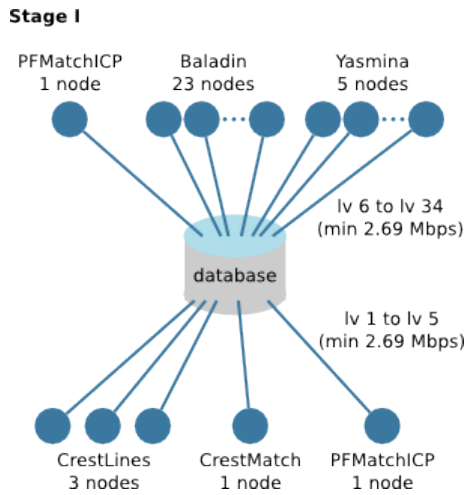 Stage I
PFMatchICP
1 node
Baladin
23 nodes
Yasmina
5 nodes
lv 6 to lv 34
(min 2.69 Mbps)
database
lv 1 to lv 5
(min 2.69 Mbps)
CrestLines
3 nodes
CrestMatch
1 node
PFMatchICP
1 node